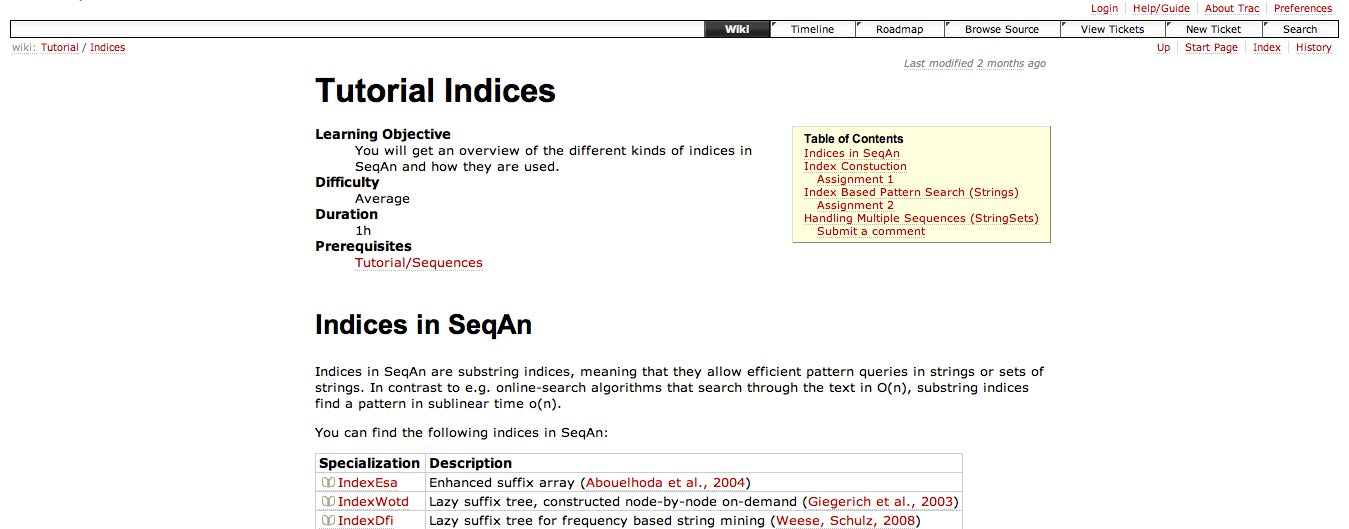 Login Help/Guide About Trac Preferences
Wiki Timeline Roadmap Browse Source View Tickets New Ticket Search
wiki: Tutorial / Indices
Up Start Page Index History
Last modified 2 months ago
Tutorial Indices
Learning Objective
You will get an overview of the different kinds of indices in
SeqAn and how they are used.
Difficulty
Average
Duration
1h
Prerequisites
Tutorial/Sequences
Table of Contents
Indices in SeqAn
Index Constuction
Assignment 1
Index Based Pattern Search (Strings)
Assignment 2
Handling Multiple Sequences (StringSets)
Submit a comment
Indices in SeqAn
Indices in SeqAn are substring indices, meaning that they allow efficient pattern queries in strings or sets of
strings. In contrast to e.g. online-search algorithms that search through the text in O(n), substring indices
find a pattern in sublinear time o(n).
You can find the following indices in SeqAn:
Specialization Description
IndexEsa Enhanced suffix array (Abouelhoda et al., 2004)
IndexWotd Lazy suffix tree, constructed node-by-node on-demand (Giegerich et al., 2003)
IndexDfi Lazy suffix tree for frequency based string mining (Weese, Schulz, 2008)